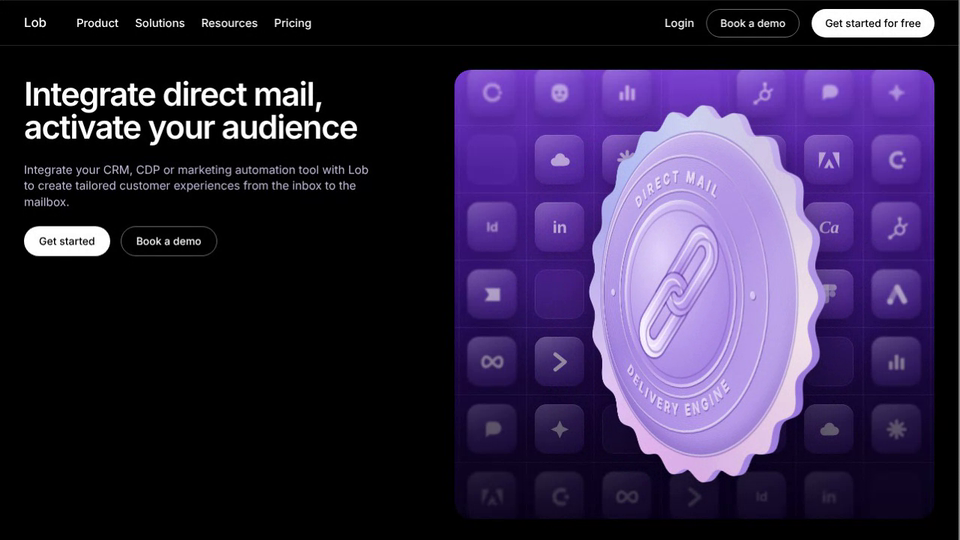 Lob
Product
Solutions
Resources
Pricing
Login
Book a demo
Get started for free
Integrate direct mail,
activate your audience
Integrate your CRM, CDP or marketing automation tool with Lob
to create tailored customer experiences from the inbox to the
mailbox.
Get started
Book a demo
DIRECT MAIL
DELIVERY ENGINE
Id
in
Ca
Id
in